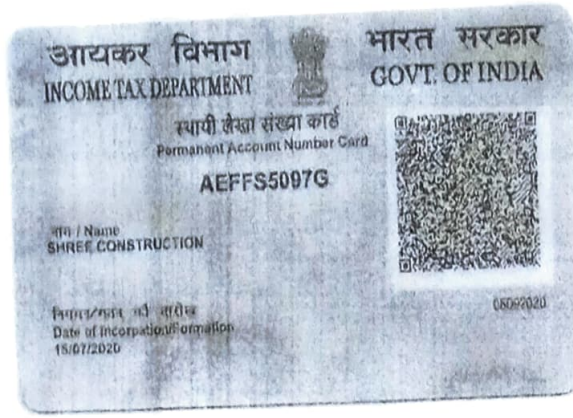 आयकर विभाग
INCOME TAX DEPARTMENT
भारत सरकार
GOVT. OF INDIA
स्थायी लेखा संख्या कार्ड
Permanent Account Number Card
AEFFS5097G
नाम / Name
SHREE CONSTRUCTION
08092020
Date of Incorpation/Formation
15/07/2020